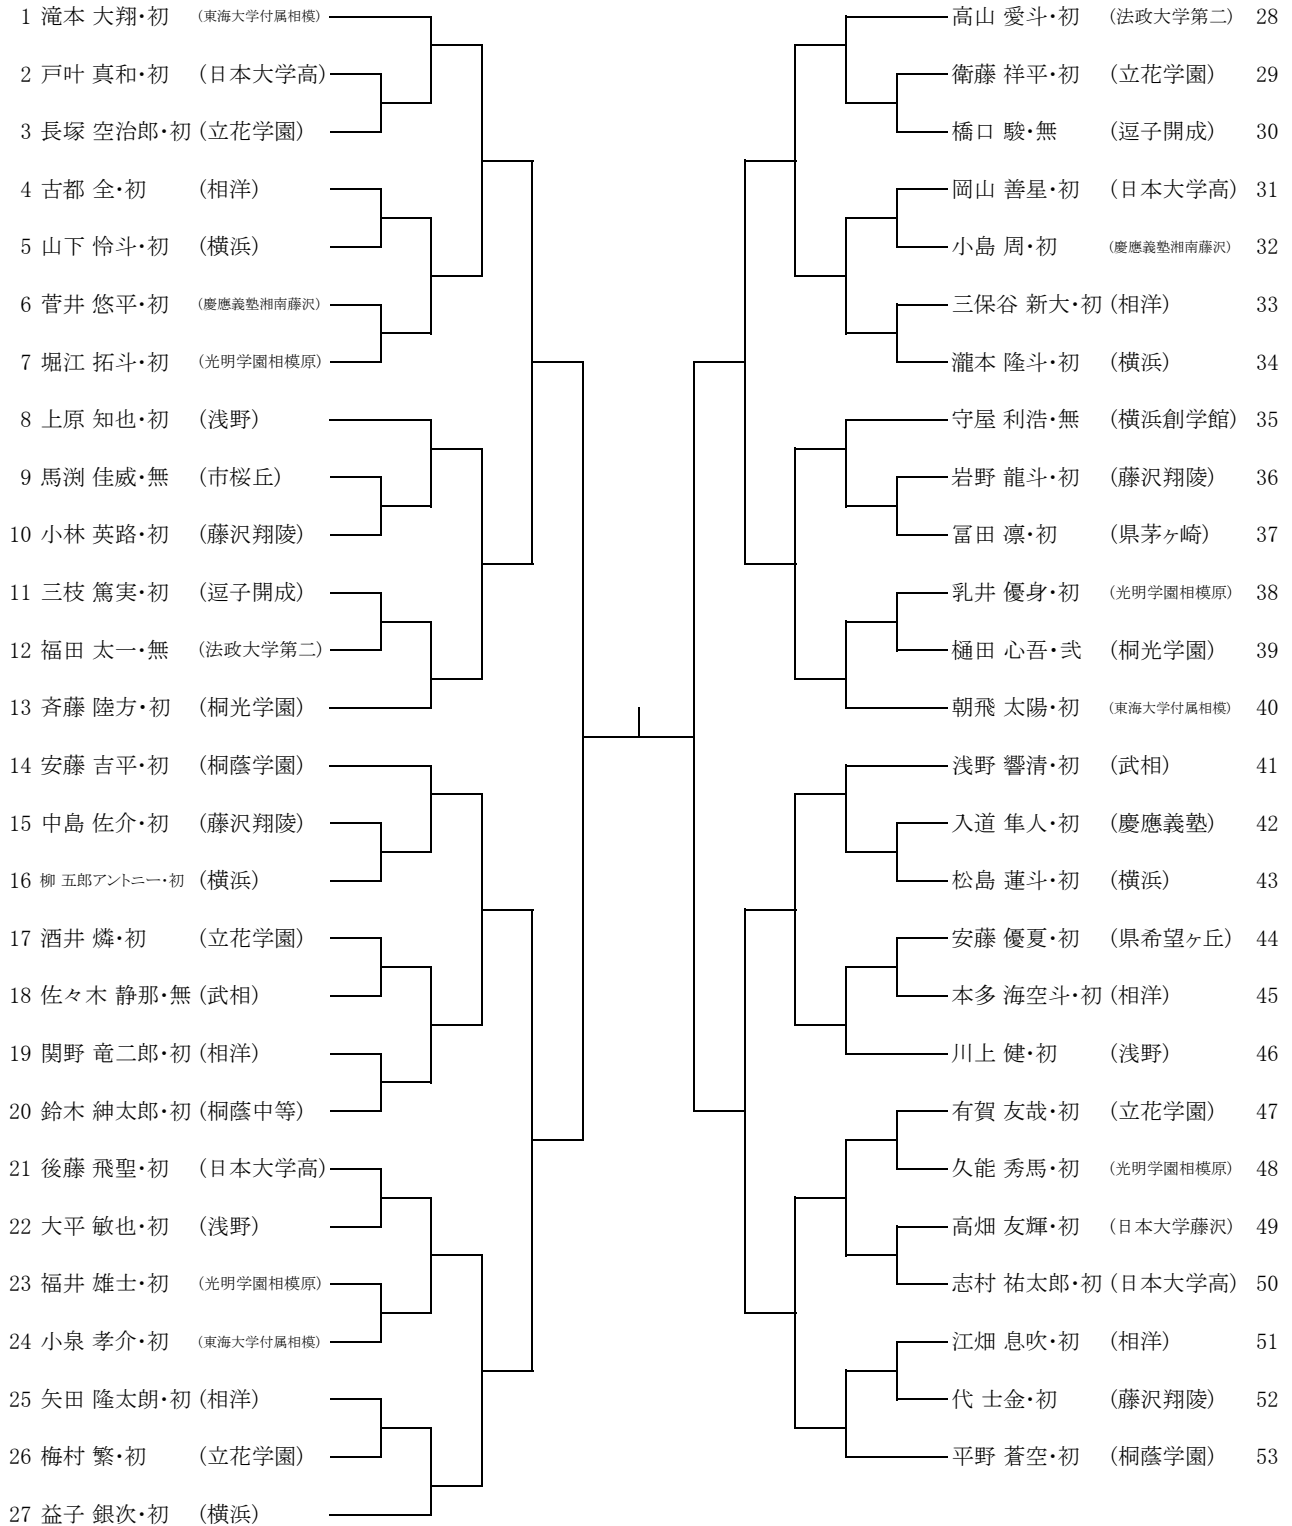 1 滝本 大翔・初 (東海大学付属相模)
2 戸叶 真和・初 (日本大学高)
3 長塚 空治郎・初 (立花学園)
4 古都 全・初 (相洋)
5 山下 怜斗・初 (横浜)
6 菅井 悠平・初 (慶應義塾湘南藤沢)
7 堀江 拓斗・初 (光明学園相模原)
8 上原 知也・初 (浅野)
9 馬渕 佳威・無 (市桜丘)
10 小林 英路・初 (藤沢翔陵)
11 三枝 篤実・初 (逗子開成)
12 福田 太一・無 (法政大学第二)
13 斉藤 陸方・初 (桐光学園)
14 安藤 吉平・初 (桐蔭学園)
15 中島 佐介・初 (藤沢翔陵)
16 柳 五郎アントニー・初 (横浜)
17 酒井 燐・初 (立花学園)
18 佐々木 静那・無 (武相)
19 関野 竜二郎・初 (相洋)
20 鈴木 紳太郎・初 (桐蔭中等)
21 後藤 飛聖・初 (日本大学高)
22 大平 敏也・初 (浅野)
23 福井 雄士・初 (光明学園相模原)
24 小泉 孝介・初 (東海大学付属相模)
25 矢田 隆太朗・初 (相洋)
26 梅村 繁・初 (立花学園)
27 益子 銀次・初 (横浜)
高山 愛斗・初 (法政大学第二) 28
衛藤 祥平・初 (立花学園) 29
橋口 駿・無 (逗子開成) 30
岡山 善星・初 (日本大学高) 31
小島 周・初 (慶應義塾湘南藤沢) 32
三保谷 新大・初 (相洋) 33
瀧本 隆斗・初 (横浜) 34
守屋 利浩・無 (横浜創学館) 35
岩野 龍斗・初 (藤沢翔陵) 36
冨田 凛・初 (県茅ヶ崎) 37
乳井 優身・初 (光明学園相模原) 38
樋田 心吾・弐 (桐光学園) 39
朝飛 太陽・初 (東海大学付属相模) 40
浅野 響清・初 (武相) 41
入道 隼人・初 (慶應義塾) 42
松島 蓮斗・初 (横浜) 43
安藤 優夏・初 (県希望ヶ丘) 44
本多 海空斗・初 (相洋) 45
川上 健・初 (浅野) 46
有賀 友哉・初 (立花学園) 47
久能 秀馬・初 (光明学園相模原) 48
高畑 友輝・初 (日本大学藤沢) 49
志村 祐太郎・初 (日本大学高) 50
江畑 息吹・初 (相洋) 51
代 士金・初 (藤沢翔陵) 52
平野 蒼空・初 (桐蔭学園) 53